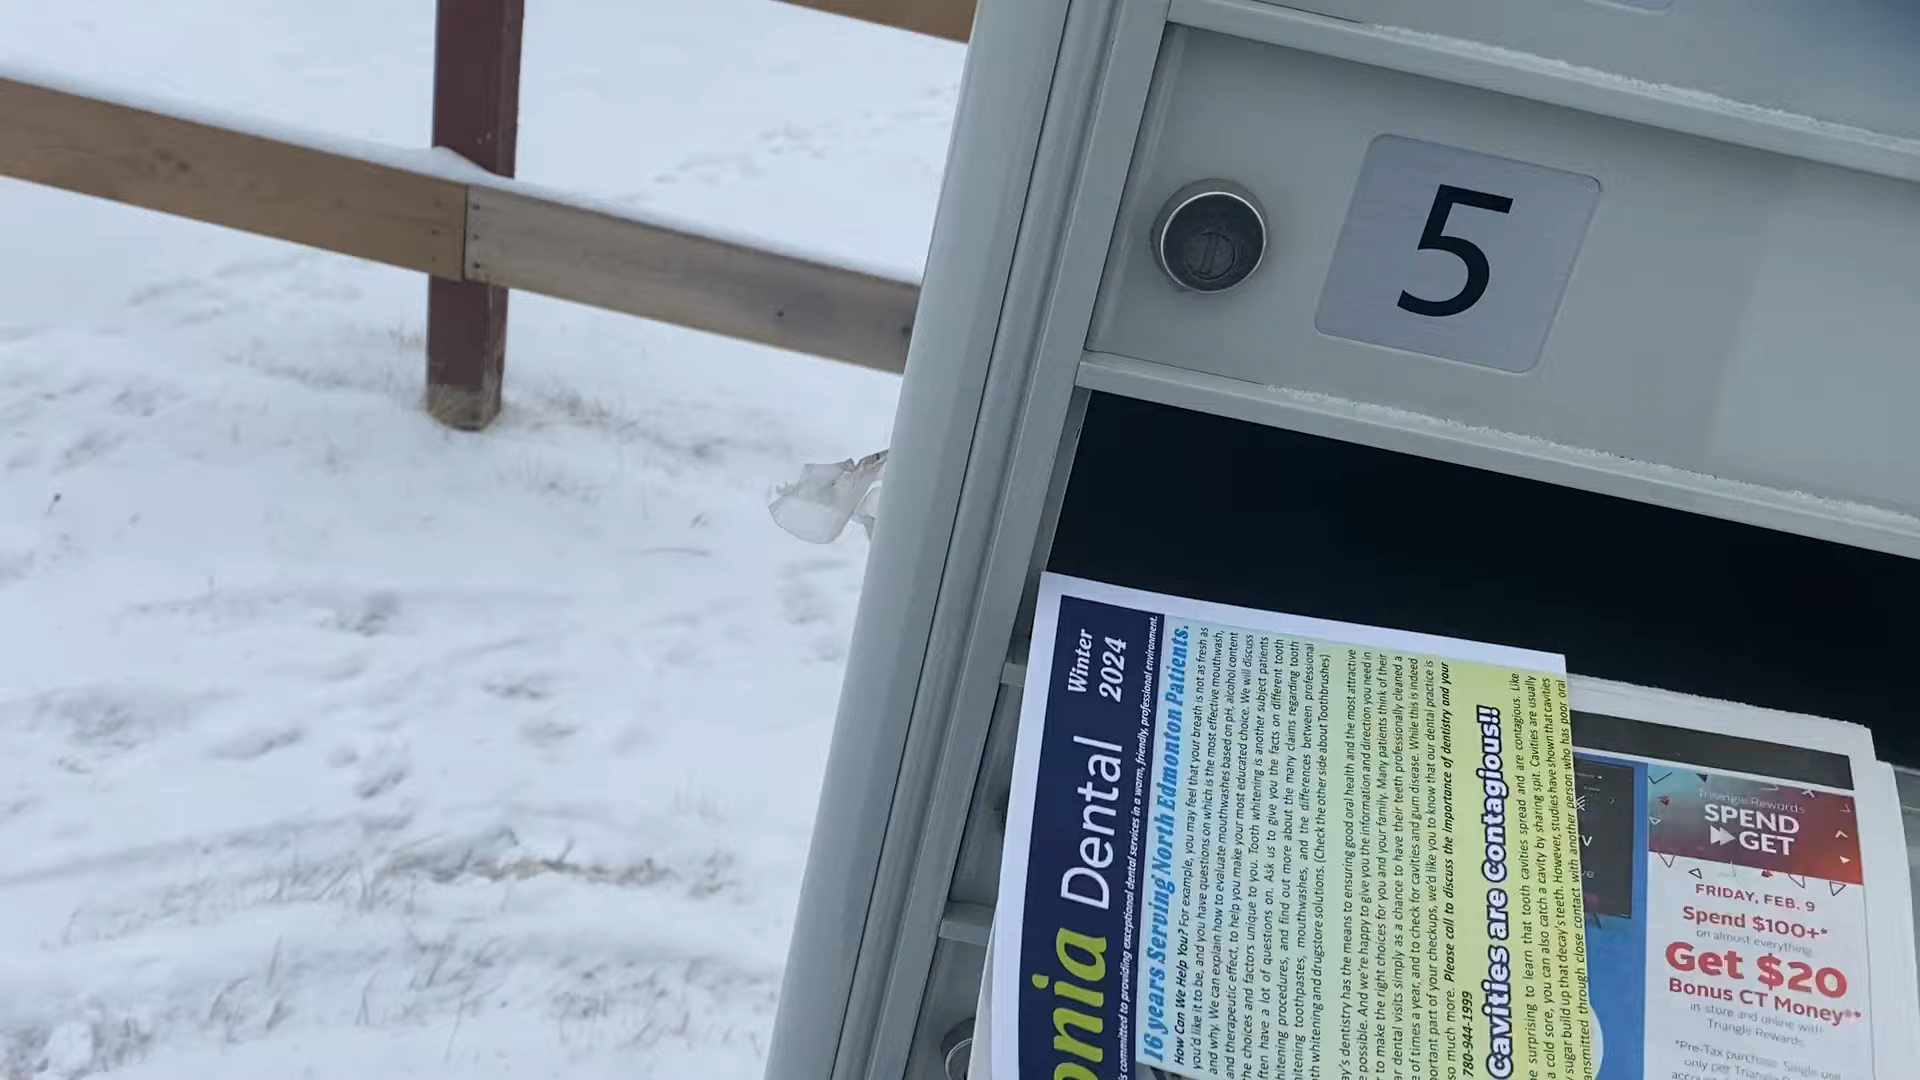 5
onia Dental Winter 2024
is committed to providing exceptional dental services in a warm, friendly, professional environment.
16 years Serving North Edmonton Patients.
How Can We Help You? For example, you may feel that your breath is not as fresh as
you'd like it to be, and you have questions on which is the most effective mouthwash,
and why. We can explain how to evaluate mouthwashes based on pH, alcohol content
and therapeutic effect, to help you make your most educated choice. We will discuss
the choices and factors unique to you. Tooth whitening is another subject patients
ften have a lot of questions on. Ask us to give you the facts on different tooth
hitening procedures, and find out more about the many claims regarding tooth
hitening toothpastes, mouthwashes, and the differences between professional
th whitening and drugstore solutions. (Check the other side about Toothbrushes)
ay's dentistry has the means to ensuring good oral health and the most attractive
e possible. And we're happy to give you the information and direction you need in
r to make the right choices for you and your family. Many patients think of their
ar dental visits simply as a chance to have their teeth professionally cleaned a
e of times a year, and to check for cavities and gum disease. While this is indeed
ortant part of your checkups, we'd like you to know that our dental practice is
so much more. Please call to discuss the importance of dentistry and your
780-944-1999
cavities are Contagious!!
e surprising to learn that tooth cavities spread and are contagious. Like
a cold sore, you can also catch a cavity by sharing spit. Cavities are usually
sugar build up that decay's teeth. However, studies have shown that cavities
ansmitted through close contact with another person who has poor oral
Triangle Rewards
SPEND
GET
FRIDAY, FEB. 9
Spend $100+*
on almost everything
Get $20
Bonus CT Money**
in store and online with
Triangle Rewards.
*Pre-Tax purchase. Single
only per Triangle